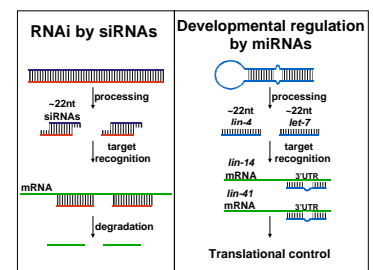 RNAi by siRNAs
processing
~22nt
siRNAs
target
recognition
mRNA
degradation
Developmental regulation
by miRNAs
processing
~22nt ~22nt
lin-4 let-7
target
recognition
lin-14
mRNA 3'UTR
lin-41
mRNA 3'UTR
Translational control